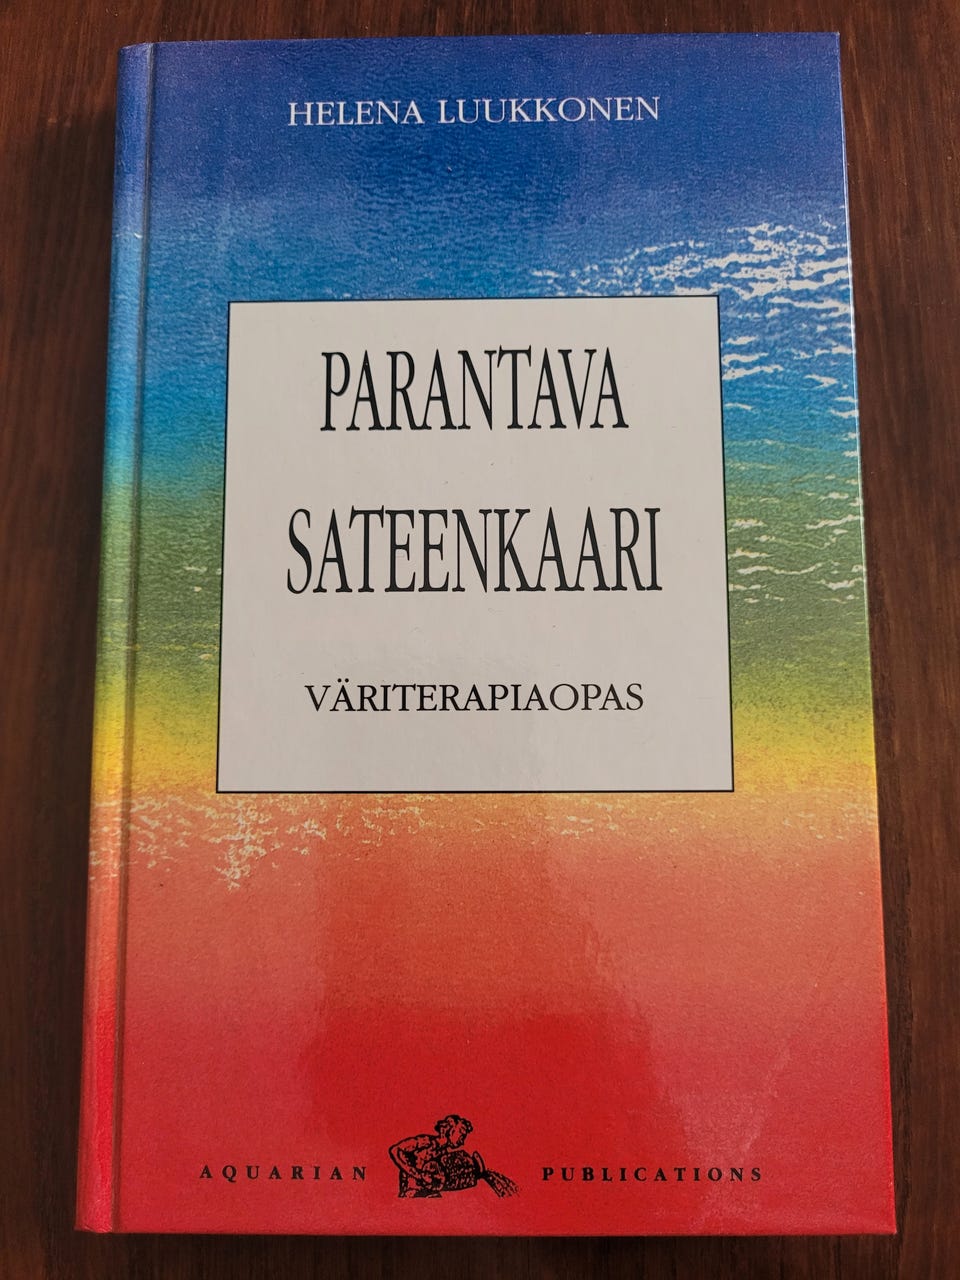 HELENA LUUKKONEN
PARANTAVA
SATEENKAARI
VÄRITERAPIAOPAS
AQUARIAN PUBLICATIONS